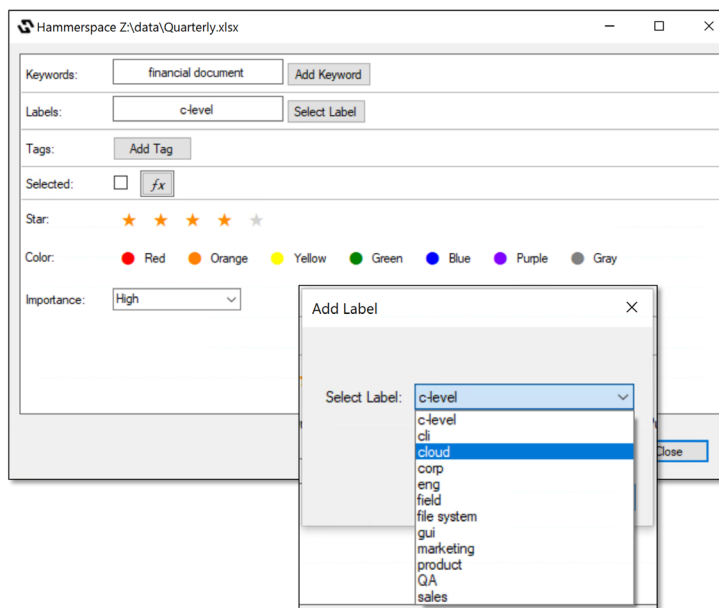 Hammerspace Z:\data\Quarterly.xlsx
Keywords: financial document Add Keyword
Labels: c-level Select Label
Tags: Add Tag
Selected: fx
Star:
Color: Red Orange Yellow Green Blue Purple Gray
Importance: High
Add Label
Select Label: c-level
c-level
cli
cloud
corp
eng
field
file system
gui
marketing
product
QA
sales
Close